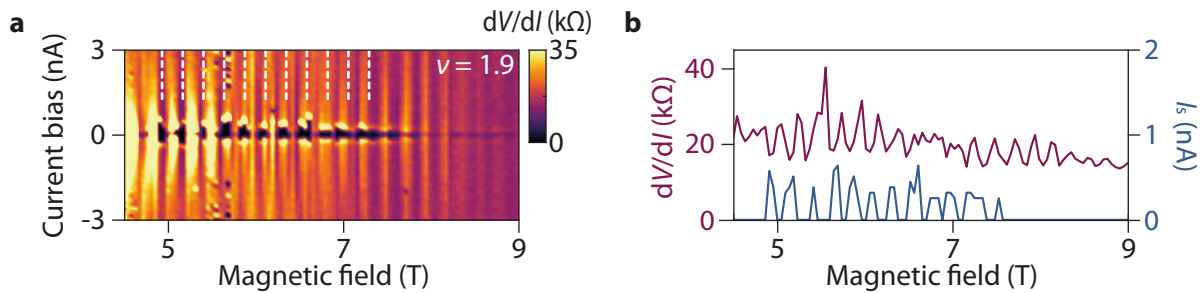 a
dV/dI (kΩ)
3
0
-3
Current bias (nA)
ν = 1.9
35
0
5
7
9
Magnetic field (T)
b
40
20
0
dV/dI (kΩ)
2
1
0
Is (nA)
5
7
9
Magnetic field (T)